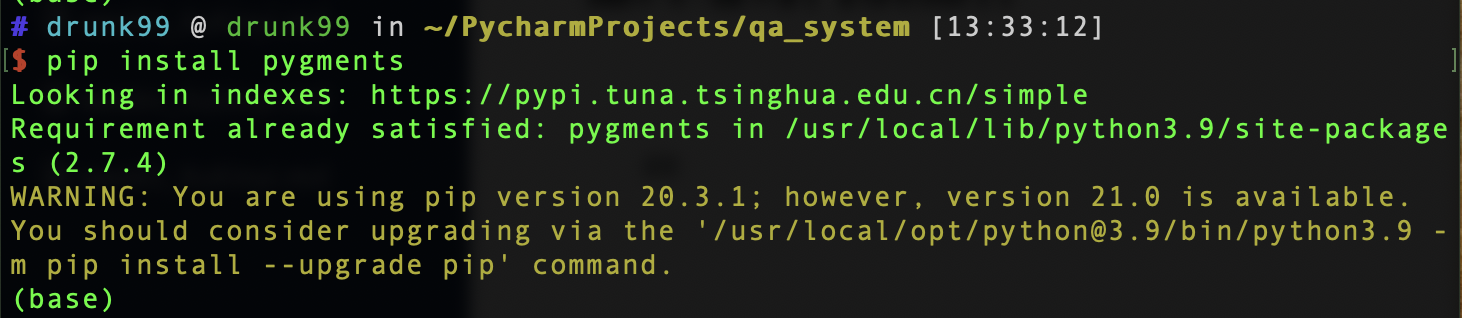 (base)
# drunk99 @ drunk99 in ~/PycharmProjects/qa_system [13:33:12]
[$ pip install pygments ]
Looking in indexes: https://pypi.tuna.tsinghua.edu.cn/simple
Requirement already satisfied: pygments in /usr/local/lib/python3.9/site-package
s (2.7.4)
WARNING: You are using pip version 20.3.1; however, version 21.0 is available.
You should consider upgrading via the '/usr/local/opt/python@3.9/bin/python3.9 -
m pip install --upgrade pip' command.
(base)